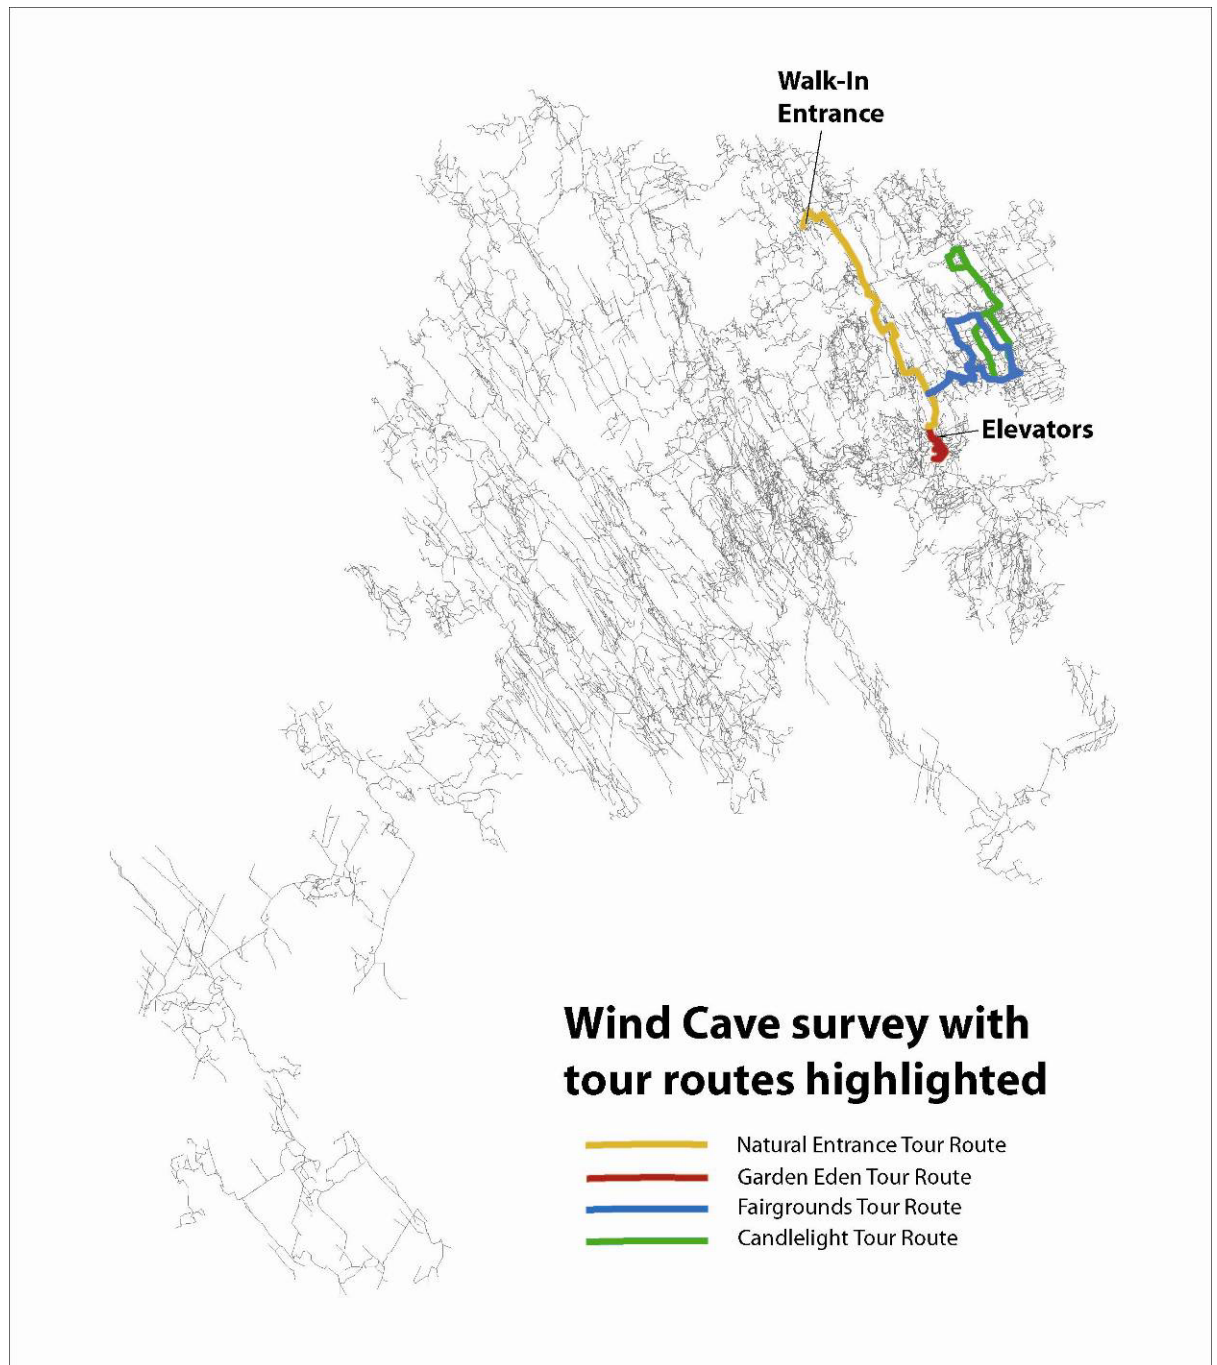 Walk-In
Entrance
Elevators
Wind Cave survey with
tour routes highlighted
Natural Entrance Tour Route
Garden Eden Tour Route
Fairgrounds Tour Route
Candlelight Tour Route